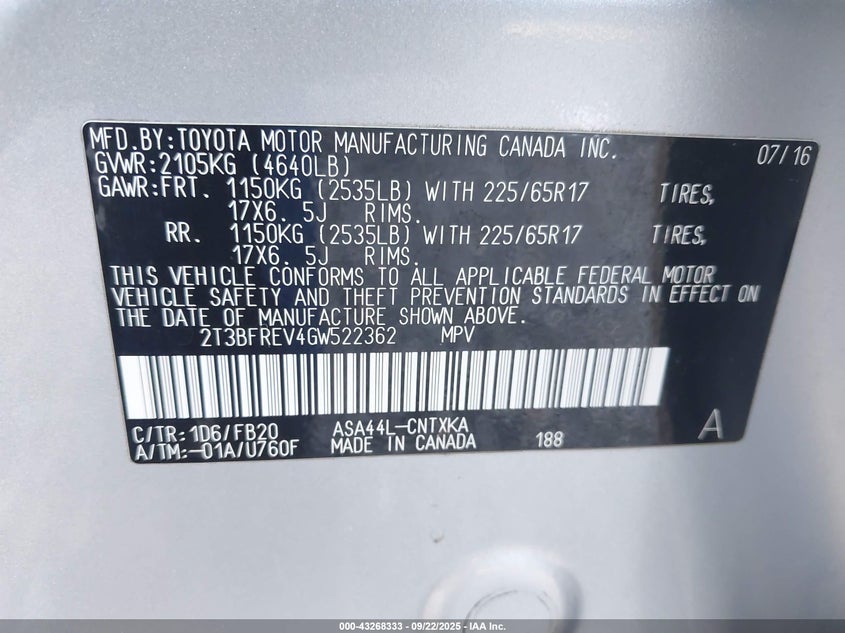 MFD.BY:TOYOTA MOTOR MANUFACTURING CANADA INC. 07/16
GVWR:2105KG (4640LB)
GAWR:FRT. 1150KG (2535LB) WITH 225/65R17 TIRES,
17X6. 5J RIMS.
RR. 1150KG (2535LB) WITH 225/65R17 TIRES,
17X6. 5J RIMS.
THIS VEHICLE CONFORMS TO ALL APPLICABLE FEDERAL MOTOR
VEHICLE SAFETY AND THEFT PREVENTION STANDARDS IN EFFECT ON
THE DATE OF MANUFACTURE SHOWN ABOVE.
2T3BFREV4GW522362 MPV
C/TR:1D6/FB20 ASA44L-CNTXKA A
A/TM:-01A/U760F MADE IN CANADA 188
000-43268333 - 09/22/2025 - IAA Inc.